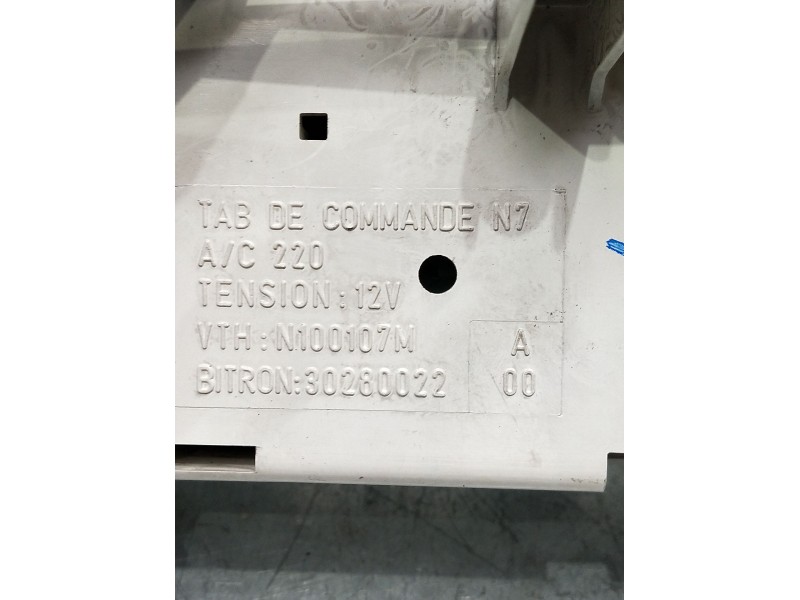 TAB DE COMMANDE N7
A/C 220
TENSION: 12V
VTH: N100107M
BITRON: 30280022
A
00